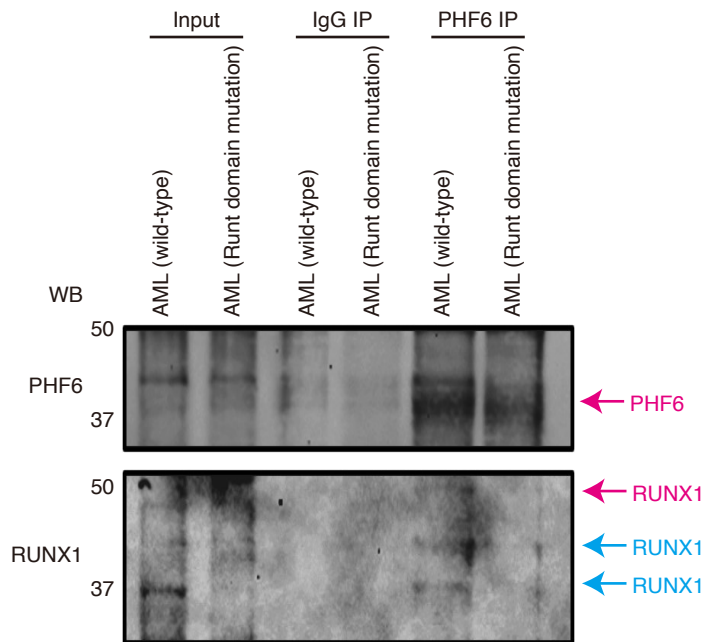 Input IgG IP PHF6 IP
AML (wild-type)
AML (Runt domain mutation)
AML (wild-type)
AML (Runt domain mutation)
AML (wild-type)
AML (Runt domain mutation)
WB
50
PHF6
37
PHF6
50
RUNX1
RUNX1
RUNX1
37
RUNX1